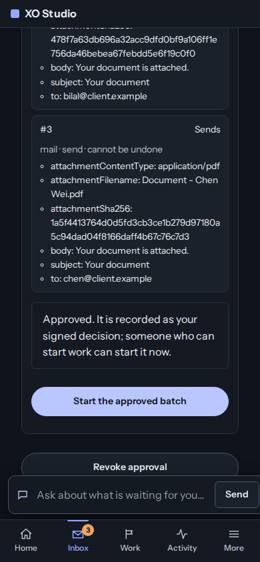 XO Studio
478f7a63db696a32acc9dfd0bf9a106ff1e
756da46bebea67febdd5e6f19c0f0
body: Your document is attached.
subject: Your document
to: bilal@client.example
#3
Sends
mail · send · cannot be undone
attachmentContentType: application/pdf
attachmentFilename: Document - Chen
Wei.pdf
attachmentSha256:
1a5f4413764d0d5fd3cb3ce1b279d97180a
5c94dad04f8166daff4b67c76c7d3
body: Your document is attached.
subject: Your document
to: chen@client.example
Approved. It is recorded as your
signed decision; someone who can
start work can start it now.
Start the approved batch
Revoke approval
Ask about what is waiting for you...
Send
3
Home
Inbox
Work
Activity
More